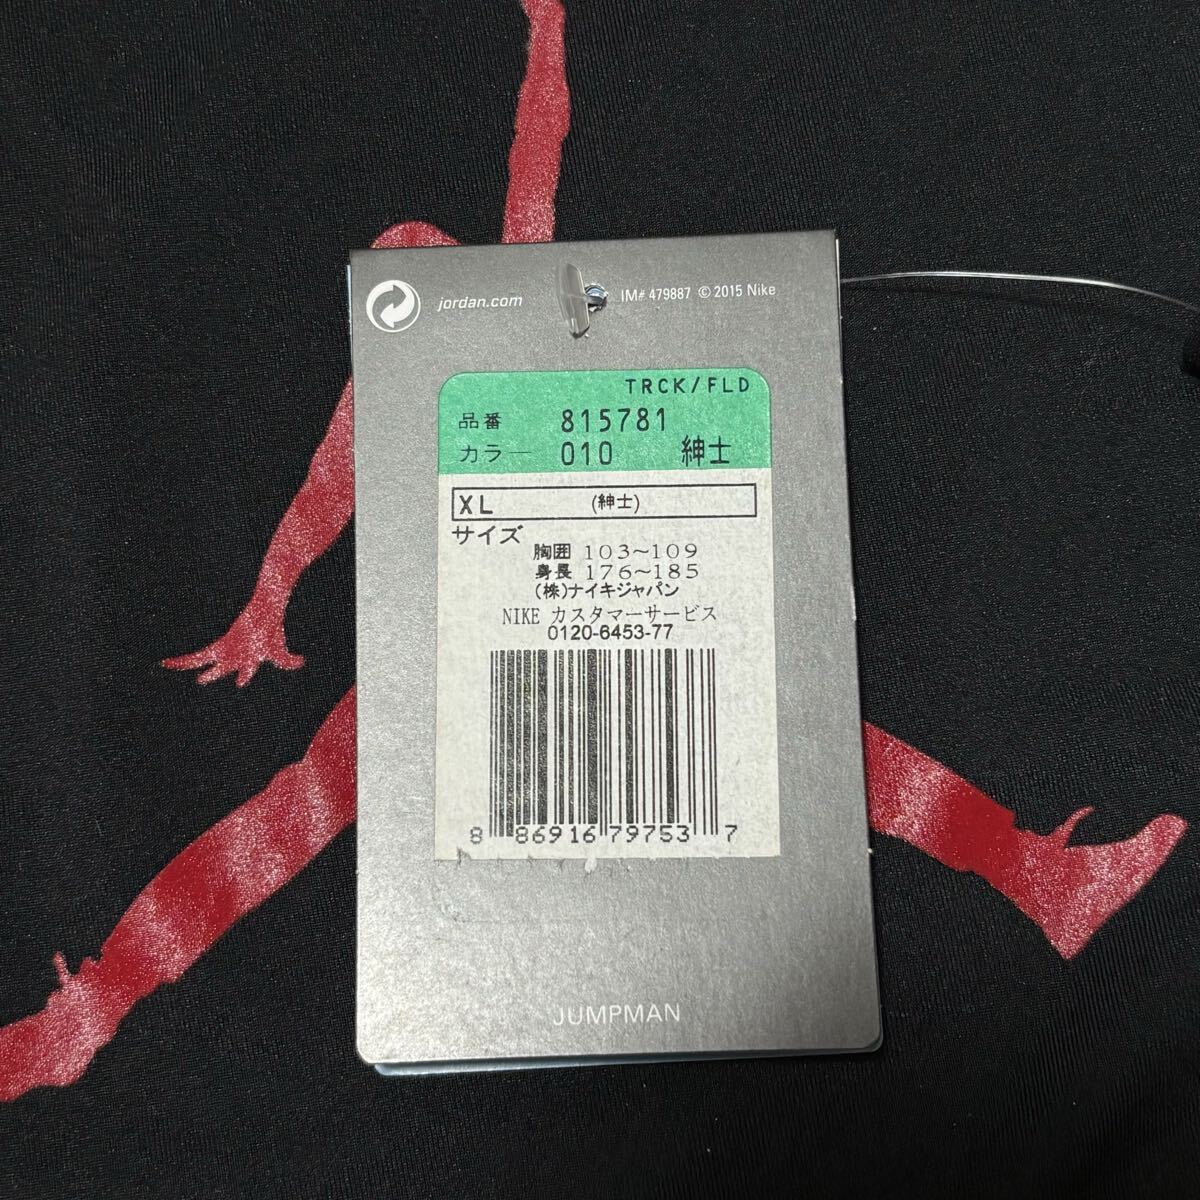 jordan.com
IM# 479887 © 2015 Nike
TRCK/FLD
品番 815781
カラー 010 紳士
XL (紳士)
サイズ
胸囲 103~109
身長 176~185
(株)ナイキジャパン
NIKE カスタマーサービス
0120-6453-77
8 86916 79753 7
JUMPMAN